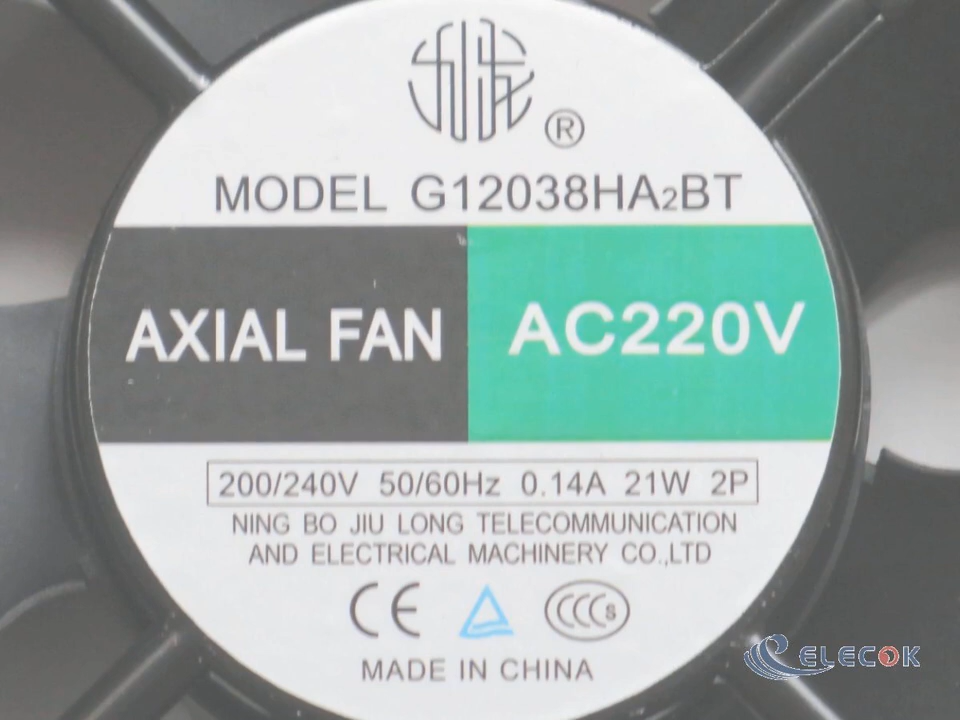 ®
MODEL G12038HA₂BT
AXIAL FAN
AC220V
200/240V 50/60Hz 0.14A 21W 2P
NING BO JIU LONG TELECOMMUNICATION
AND ELECTRICAL MACHINERY CO.,LTD
CE CCC S
MADE IN CHINA
ELECOK